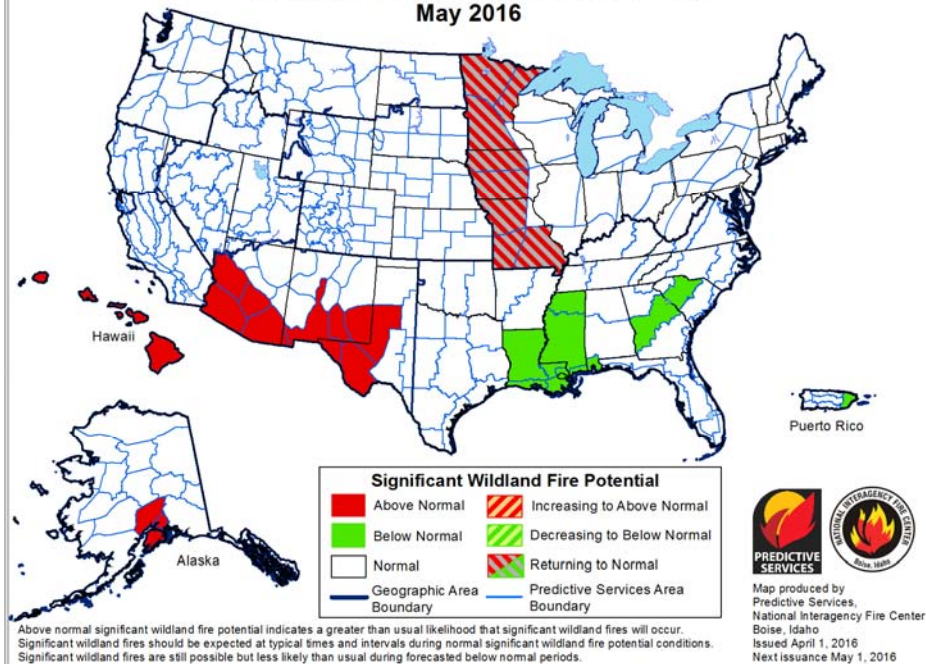 May 2016
Hawaii
Puerto Rico
Alaska
Significant Wildland Fire Potential
Above Normal
Increasing to Above Normal
Below Normal
Decreasing to Below Normal
Normal
Returning to Normal
Geographic Area
Boundary
Predictive Services Area
Boundary
PREDICTIVE
SERVICES
NATIONAL INTERAGENCY FIRE CENTER
Boise, Idaho
Map produced by
Predictive Services,
National Interagency Fire Center
Boise, Idaho
Issued April 1, 2016
Next issuance May 1, 2016
Above normal significant wildland fire potential indicates a greater than usual likelihood that significant wildland fires will occur.
Significant wildland fires should be expected at typical times and intervals during normal significant wildland fire potential conditions.
Significant wildland fires are still possible but less likely than usual during forecasted below normal periods.